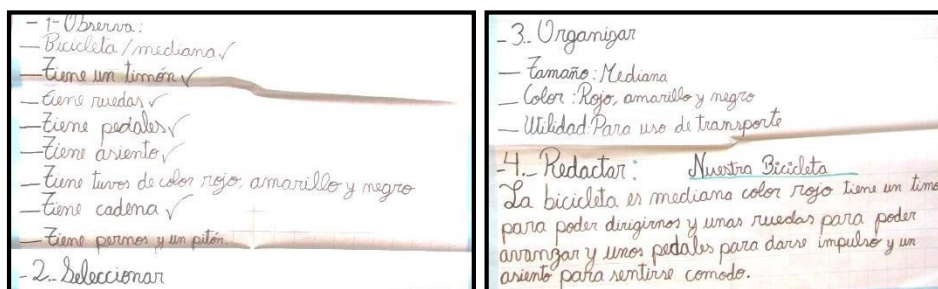 - 1- Observa:
— Bicicleta/mediana ✓
— Tiene un timón ✓
— tiene ruedas ✓
— tiene pedales ✓
— Tiene asiento ✓
— Tiene tuvos de color rojo, amarillo y negro
— Tiene cadena ✓
— Tiene pernos y un pitón.
- 2.. Seleccionar
- 3.. Organizar
— Tamaño: Mediana
— Color: Rojo, amarillo y negro
— Utilidad: Para uso de transporte
- 4.. Redactar: Nuestra Bicicleta
La bicicleta es mediana color rojo tiene un timo
para poder dirigirnos y unas ruedas para poder
avanzar y unos pedales para darse impulso y un
asiento para sentirse comodo.